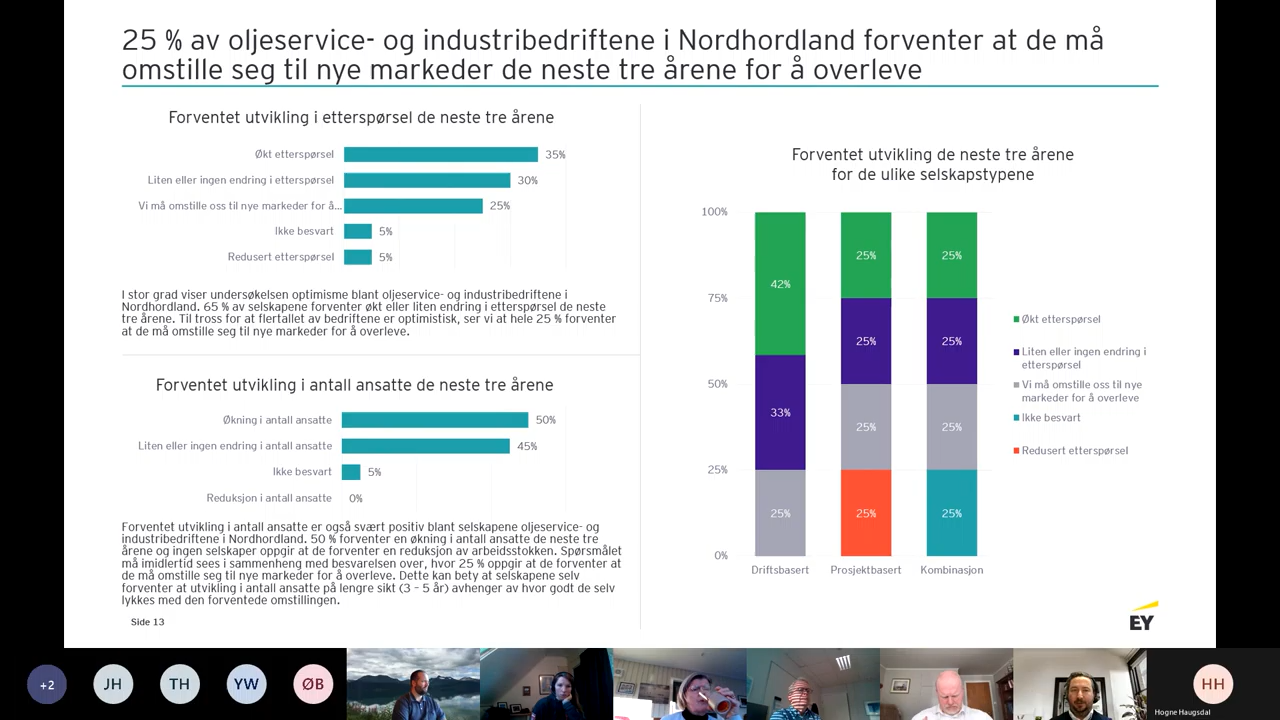 25 % av oljeservice- og industribedriftene i Nordhordland forventer at de må
omstille seg til nye markeder de neste tre årene for å overleve
Forventet utvikling i etterspørsel de neste tre årene
Økt etterspørsel 35%
Liten eller ingen endring i etterspørsel 30%
Vi må omstille oss til nye markeder for å... 25%
Ikke besvart 5%
Redusert etterspørsel 5%
I stor grad viser undersøkelsen optimisme blant oljeservice- og industribedriftene i
Nordhordland. 65 % av selskapene forventer økt eller liten endring i etterspørsel de neste
tre årene. Til tross for at flertallet av bedriftene er optimistisk, ser vi at hele 25 % forventer
at de må omstille seg til nye markeder for å overleve.
Forventet utvikling i antall ansatte de neste tre årene
Økning i antall ansatte 50%
Liten eller ingen endring i antall ansatte 45%
Ikke besvart 5%
Reduksjon i antall ansatte 0%
Forventet utvikling i antall ansatte er også svært positiv blant selskapene oljeservice- og
industribedriftene i Nordhordland. 50 % forventer en økning i antall ansatte de neste tre
årene og ingen selskaper oppgir at de forventer en reduksjon av arbeidsstokken. Spørsmålet
må imidlertid sees i sammenheng med besvarelsen over, hvor 25 % oppgir at de forventer at
de må omstille seg til nye markeder for å overleve. Dette kan bety at selskapene selv
forventer at utvikling i antall ansatte på lengre sikt (3 – 5 år) avhenger av hvor godt de selv
lykkes med den forventede omstillingen.
Side 13
Forventet utvikling de neste tre årene
for de ulike selskapstypene
100%
75%
50%
25%
0%
42% 25% 25%
33% 25% 25%
25% 25% 25%
25% 25%
Driftsbasert Prosjektbasert Kombinasjon
Økt etterspørsel
Liten eller ingen endring i
etterspørsel
Vi må omstille oss til nye
markeder for å overleve
Ikke besvart
Redusert etterspørsel
EY
+2 JH TH YW ØB HH
Hogne Haugsdal